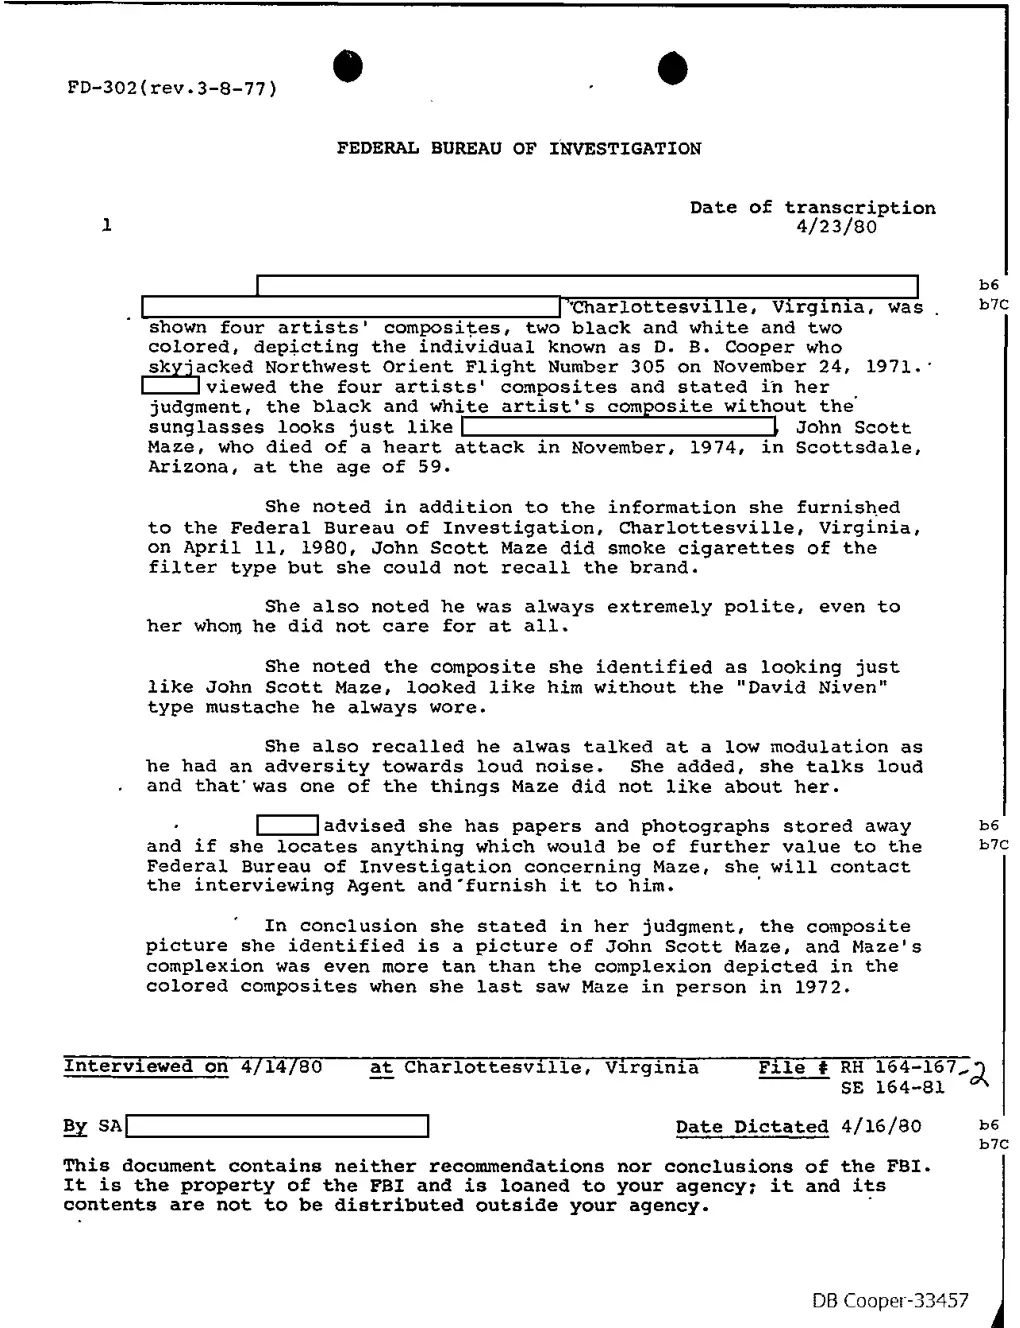 FD-302(rev.3-8-77)
FEDERAL BUREAU OF INVESTIGATION
Date of transcription
1 4/23/80
b6
Charlottesville, Virginia, was b7C
shown four artists' composites, two black and white and two
colored, depicting the individual known as D. B. Cooper who
skyjacked Northwest Orient Flight Number 305 on November 24, 1971.
viewed the four artists' composites and stated in her
judgment, the black and white artist's composite without the
sunglasses looks just like , John Scott
Maze, who died of a heart attack in November, 1974, in Scottsdale,
Arizona, at the age of 59.
She noted in addition to the information she furnished
to the Federal Bureau of Investigation, Charlottesville, Virginia,
on April 11, 1980, John Scott Maze did smoke cigarettes of the
filter type but she could not recall the brand.
She also noted he was always extremely polite, even to
her whom he did not care for at all.
She noted the composite she identified as looking just
like John Scott Maze, looked like him without the "David Niven"
type mustache he always wore.
She also recalled he alwas talked at a low modulation as
he had an adversity towards loud noise. She added, she talks loud
and that was one of the things Maze did not like about her.
advised she has papers and photographs stored away b6
and if she locates anything which would be of further value to the b7C
Federal Bureau of Investigation concerning Maze, she will contact
the interviewing Agent and furnish it to him.
In conclusion she stated in her judgment, the composite
picture she identified is a picture of John Scott Maze, and Maze's
complexion was even more tan than the complexion depicted in the
colored composites when she last saw Maze in person in 1972.
Interviewed on 4/14/80 at Charlottesville, Virginia File # RH 164-167-2
SE 164-81
By SA Date Dictated 4/16/80 b6
b7C
This document contains neither recommendations nor conclusions of the FBI.
It is the property of the FBI and is loaned to your agency; it and its
contents are not to be distributed outside your agency.
DB Cooper-33457